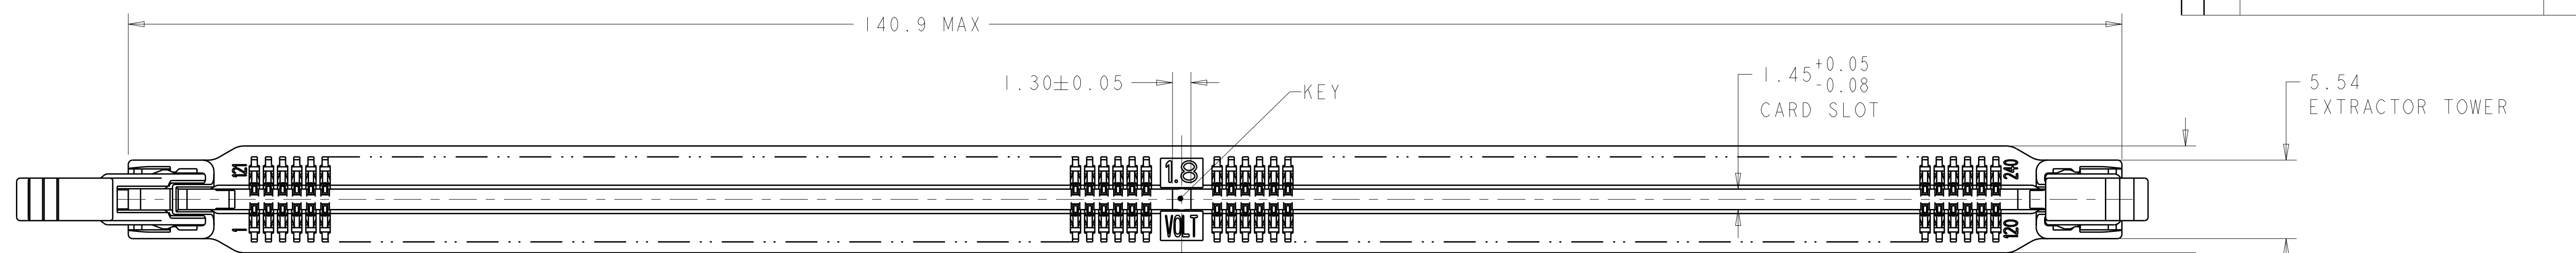 140.9 MAX
1.30±0.05
KEY
1.45 +0.05
-0.08
CARD SLOT
5.54
EXTRACTOR TOWER
121
1.8
240
1
VOLT
120